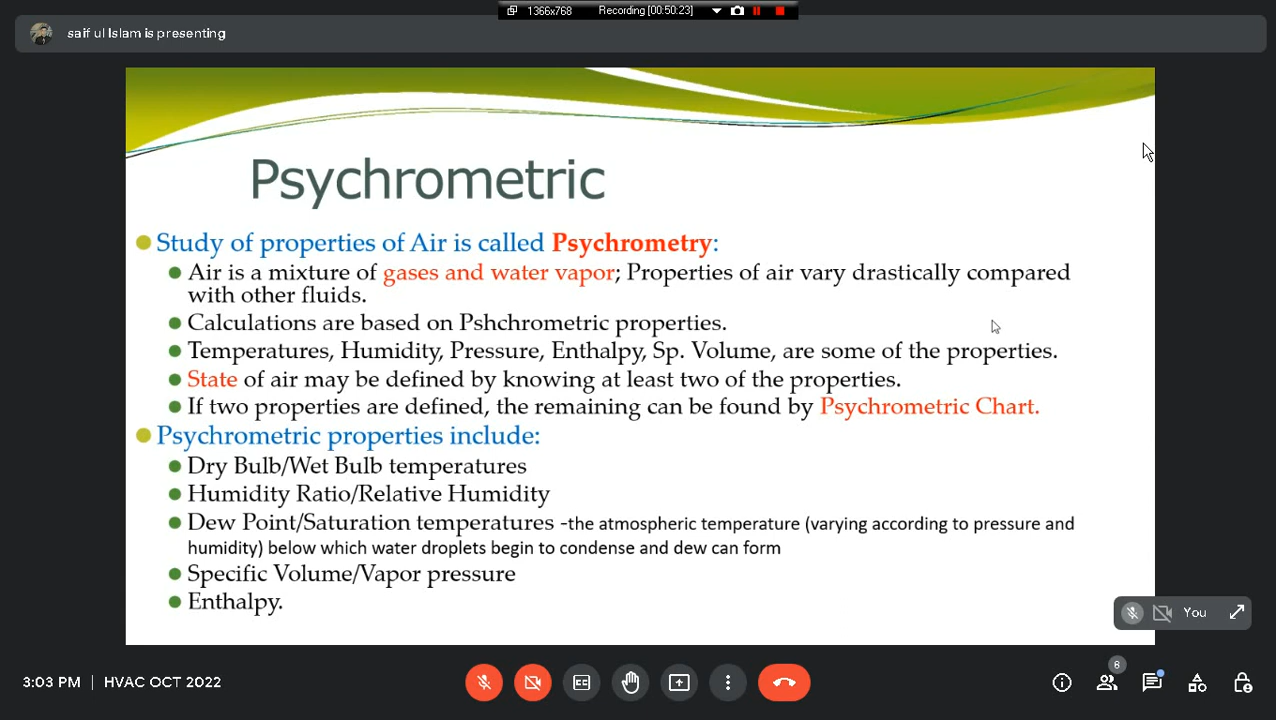 1366x768 Recording [00:50:23]
saif ul Islam is presenting
Psychrometric
Study of properties of Air is called Psychrometry:
Air is a mixture of gases and water vapor; Properties of air vary drastically compared
with other fluids.
Calculations are based on Pshchrometric properties.
Temperatures, Humidity, Pressure, Enthalpy, Sp. Volume, are some of the properties.
State of air may be defined by knowing at least two of the properties.
If two properties are defined, the remaining can be found by Psychrometric Chart.
Psychrometric properties include:
Dry Bulb/Wet Bulb temperatures
Humidity Ratio/Relative Humidity
Dew Point/Saturation temperatures -the atmospheric temperature (varying according to pressure and
humidity) below which water droplets begin to condense and dew can form
Specific Volume/Vapor pressure
Enthalpy.
You
3:03 PM | HVAC OCT 2022
CC
6